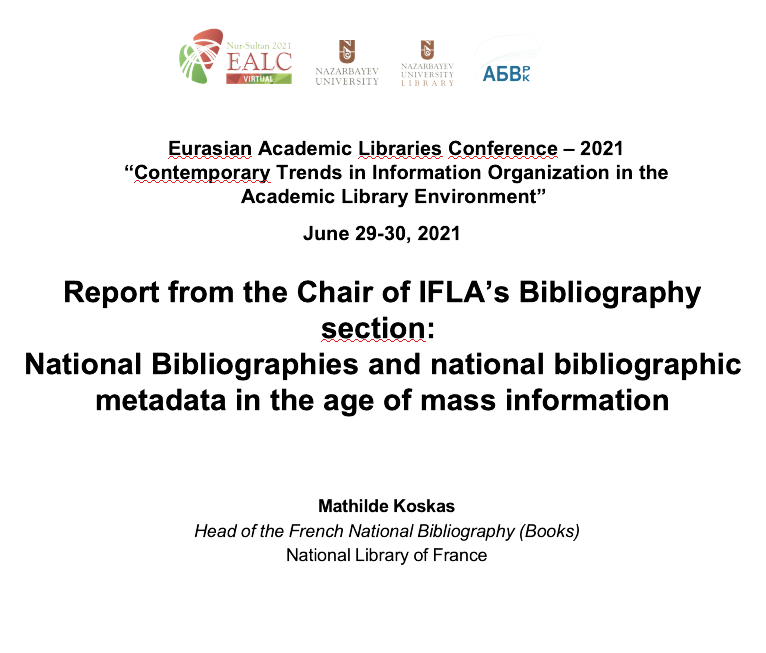 Nur-Sultan 2021
EALC
VIRTUAL
NAZARBAYEV
UNIVERSITY
NAZARBAYEV
UNIVERSITY
LIBRARY
АБВРК
Eurasian Academic Libraries Conference – 2021
“Contemporary Trends in Information Organization in the
Academic Library Environment”
June 29-30, 2021
Report from the Chair of IFLA’s Bibliography
section:
National Bibliographies and national bibliographic
metadata in the age of mass information
Mathilde Koskas
Head of the French National Bibliography (Books)
National Library of France